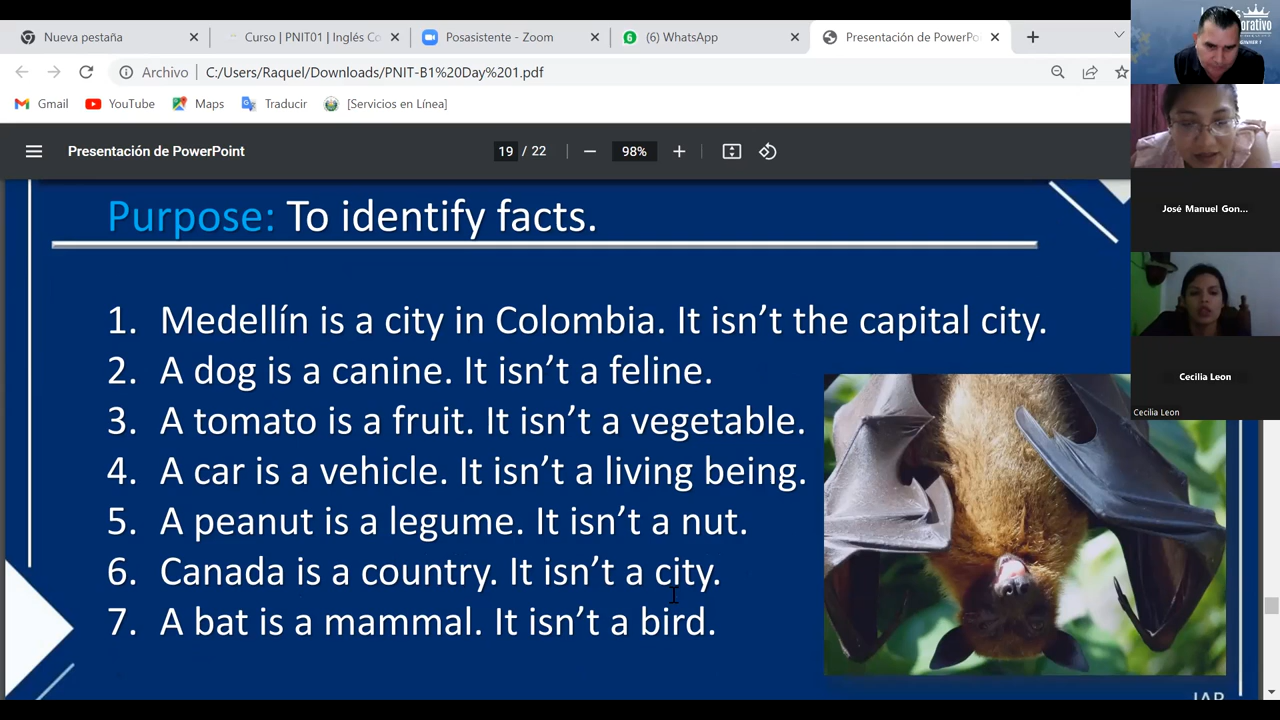 Nueva pestaña
Curso | PNIT01 | Inglés Co
Posasistente - Zoo
(6) WhatsApp
Presentación de PowerPo
Archivo
C:/Users/Raquel/Downloads/PNIT-B1%20Day%201.pdf
Gmail
YouTube
Maps
Traducir
[Servicios en Línea]
Presentación de PowerPoint
19 / 22
98%
Purpose: To identify facts.
1. Medellín is a city in Colombia. It isn't the capital city.
2. A dog is a canine. It isn't a feline.
3. A tomato is a fruit. It isn't a vegetable.
4. A car is a vehicle. It isn't a living being.
5. A peanut is a legume. It isn't a nut.
6. Canada is a country. It isn't a city.
7. A bat is a mammal. It isn't a bird.
José Manuel Gon...
Cecilia Leon
Cecilia Leon